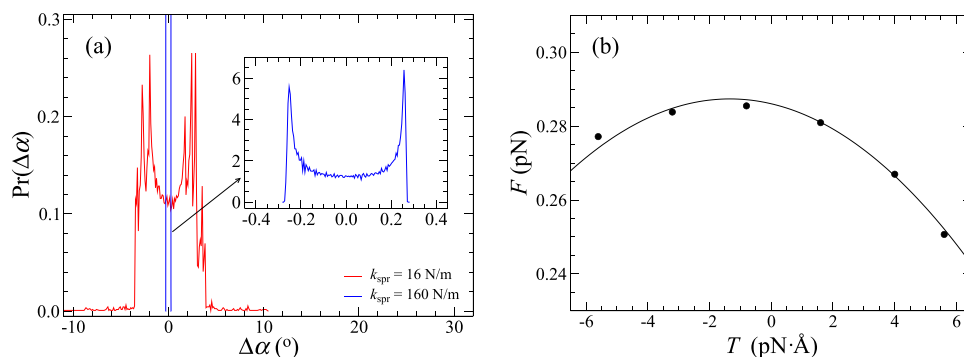 (a)
Pr(Δα)
0.3
0.2
0.1
0.0
-10 0 10 20 30
Δα (°)
6
4
2
0
-0.4 -0.2 0.0 0.2 0.4
k_spr = 16 N/m
k_spr = 160 N/m
(b)
F (pN)
0.30
0.28
0.26
0.24
-6 -4 -2 0 2 4 6
T (pN·Å)